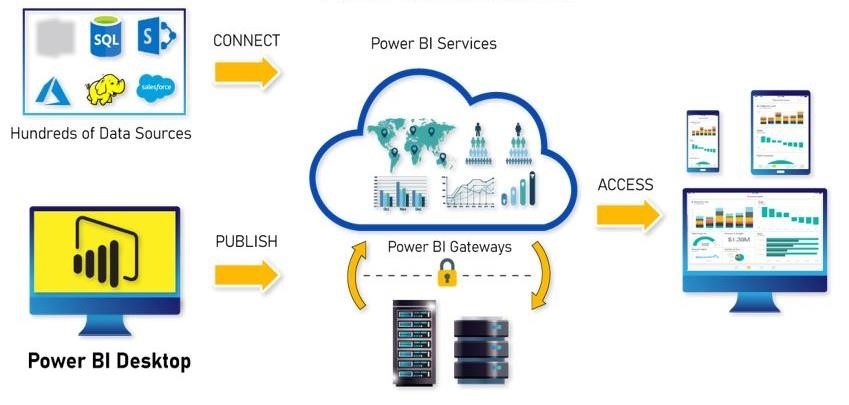 CONNECT
Power BI Services
SQL
S
salesforce
Hundreds of Data Sources
ACCESS
PUBLISH
Power BI Gateways
$1.38M
Power BI Desktop